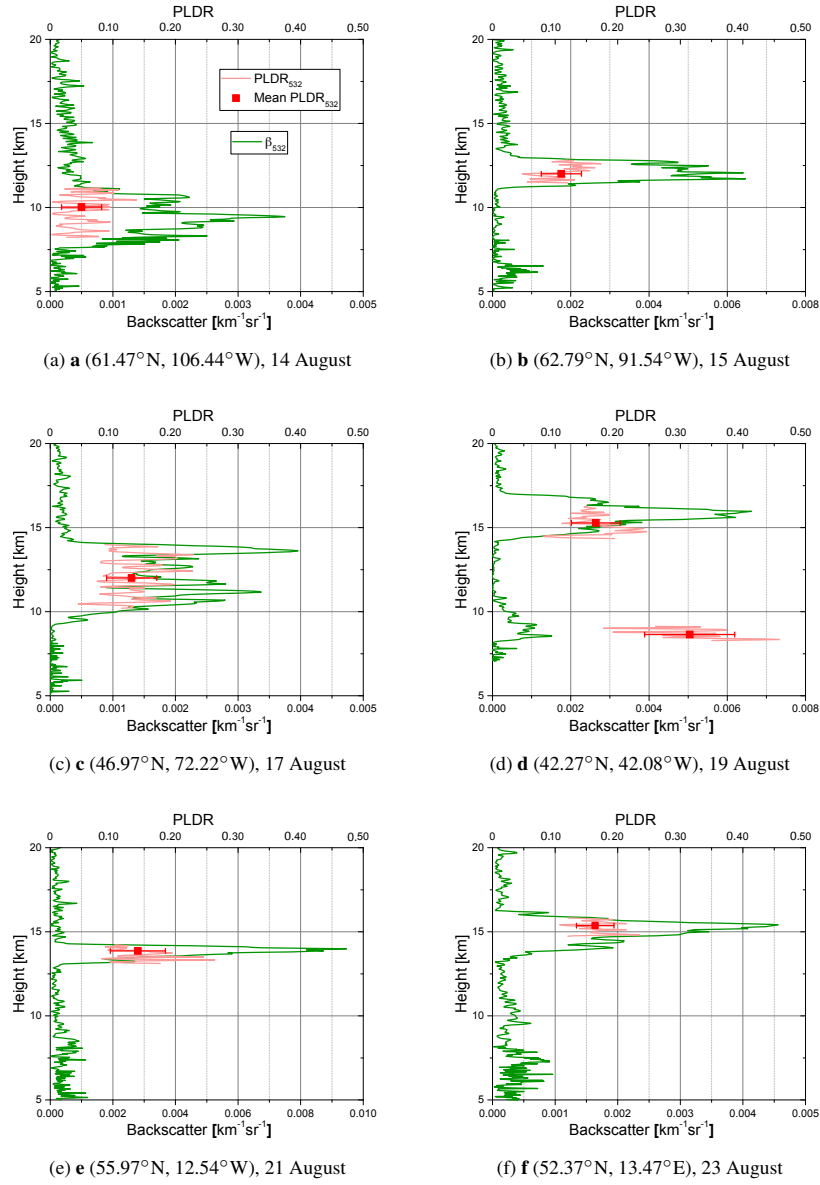 PLDR
0.00 0.10 0.20 0.30 0.40 0.50
20
15
10
5
Height [km]
PLDR532
Mean PLDR532
β532
0.000 0.001 0.002 0.003 0.004 0.005
Backscatter [km-1sr-1]
(a) a (61.47°N, 106.44°W), 14 August
PLDR
0.00 0.10 0.20 0.30 0.40 0.50
20
15
10
5
Height [km]
0.000 0.002 0.004 0.006 0.008
Backscatter [km-1sr-1]
(b) b (62.79°N, 91.54°W), 15 August
PLDR
0.00 0.10 0.20 0.30 0.40 0.50
20
15
10
5
Height [km]
0.000 0.001 0.002 0.003 0.004 0.005
Backscatter [km-1sr-1]
(c) c (46.97°N, 72.22°W), 17 August
PLDR
0.00 0.10 0.20 0.30 0.40 0.50
20
15
10
5
Height [km]
0.000 0.002 0.004 0.006 0.008
Backscatter [km-1sr-1]
(d) d (42.27°N, 42.08°W), 19 August
PLDR
0.00 0.10 0.20 0.30 0.40 0.50
20
15
10
5
Height [km]
0.000 0.002 0.004 0.006 0.008 0.010
Backscatter [km-1sr-1]
(e) e (55.97°N, 12.54°W), 21 August
PLDR
0.00 0.10 0.20 0.30 0.40 0.50
20
15
10
5
Height [km]
0.000 0.001 0.002 0.003 0.004 0.005
Backscatter [km-1sr-1]
(f) f (52.37°N, 13.47°E), 23 August